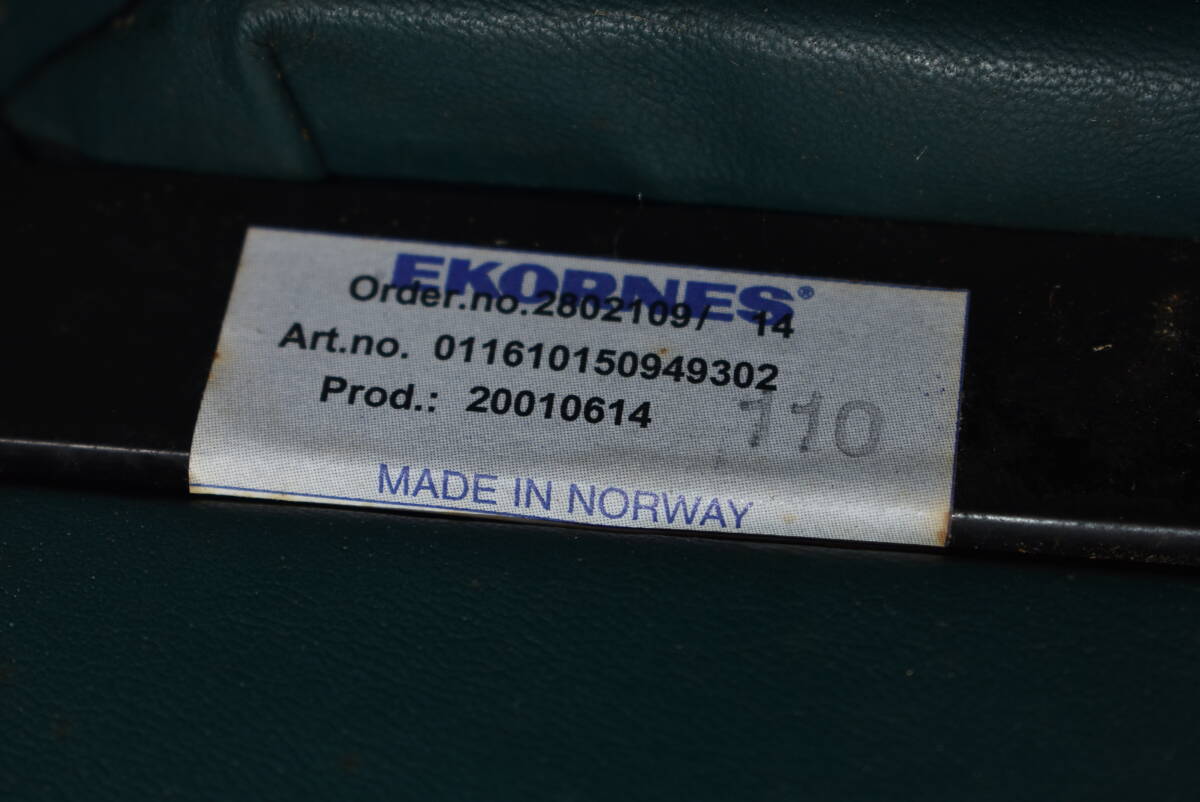 EKORNES®
Order.no.2802109/ 14
Art.no. 011610150949302
Prod.: 20010614
110
MADE IN NORWAY